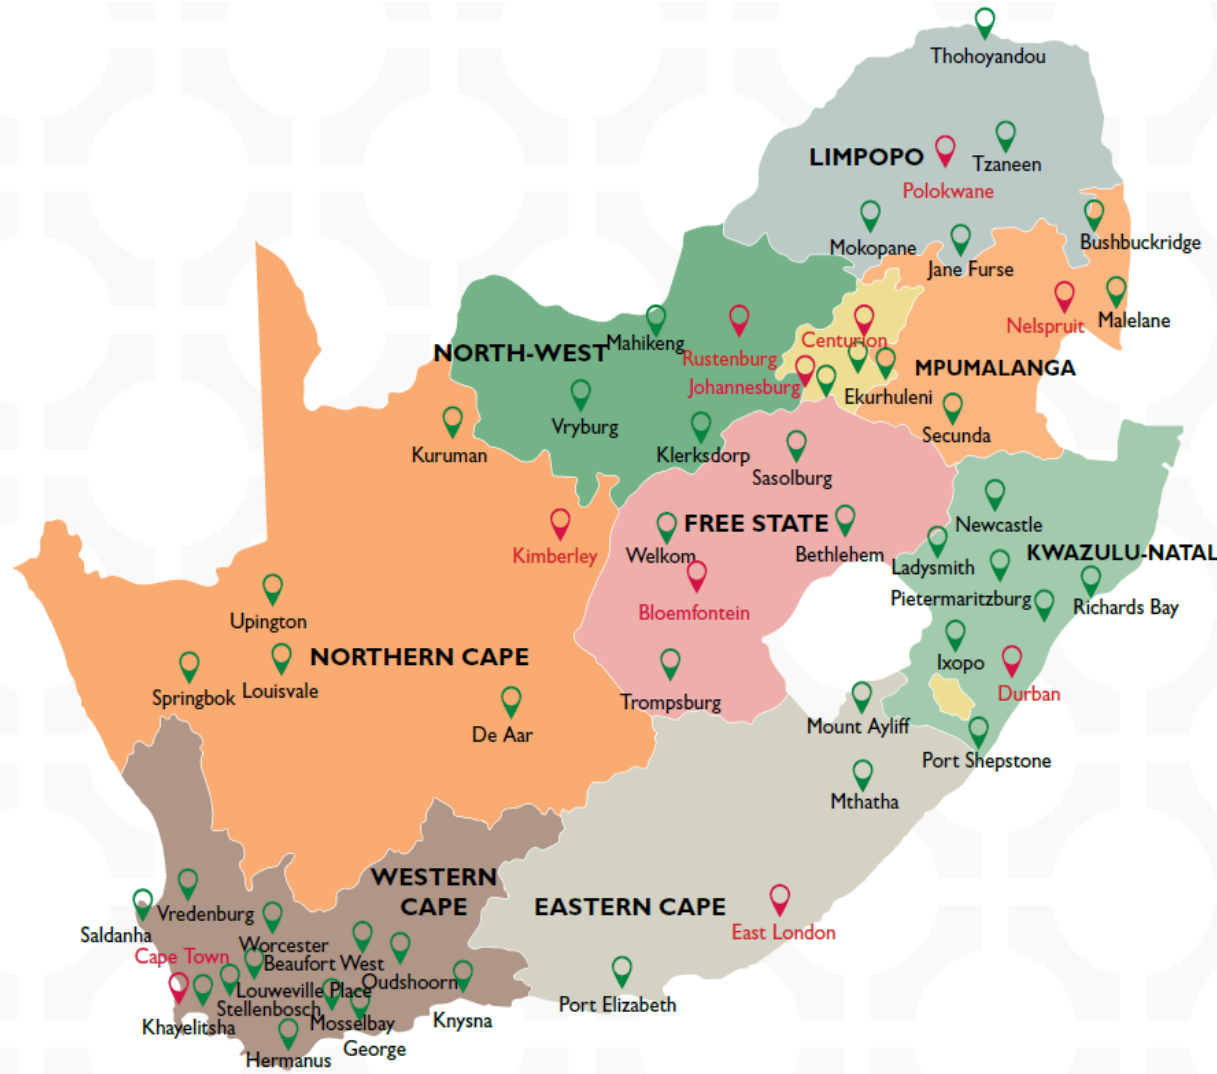 Thohoyandou
LIMPOPO
Tzaneen
Polokwane
Mokopane
Bushbuckridge
Jane Furse
Malelane
Nelspruit
Centurion
Mahikeng
NORTH-WEST
Rustenburg
MPUMALANGA
Johannesburg
Ekurhuleni
Vryburg
Secunda
Kuruman
Klerksdorp
Sasolburg
FREE STATE
Newcastle
Kimberley
Welkom
Bethlehem
KWAZULU-NATAL
Ladysmith
Pietermaritzburg
Richards Bay
Bloemfontein
Upington
NORTHERN CAPE
Ixopo
Springbok
Louisvale
Durban
Trompsburg
De Aar
Mount Ayliff
Port Shepstone
Mthatha
WESTERN
CAPE
EASTERN CAPE
Vredenburg
Saldanha
East London
Worcester
Cape Town
Beaufort West
Oudshoorn
Louweville Place
Port Elizabeth
Stellenbosch
Khayelitsha
Mosselbay
Knysna
George
Hermanus